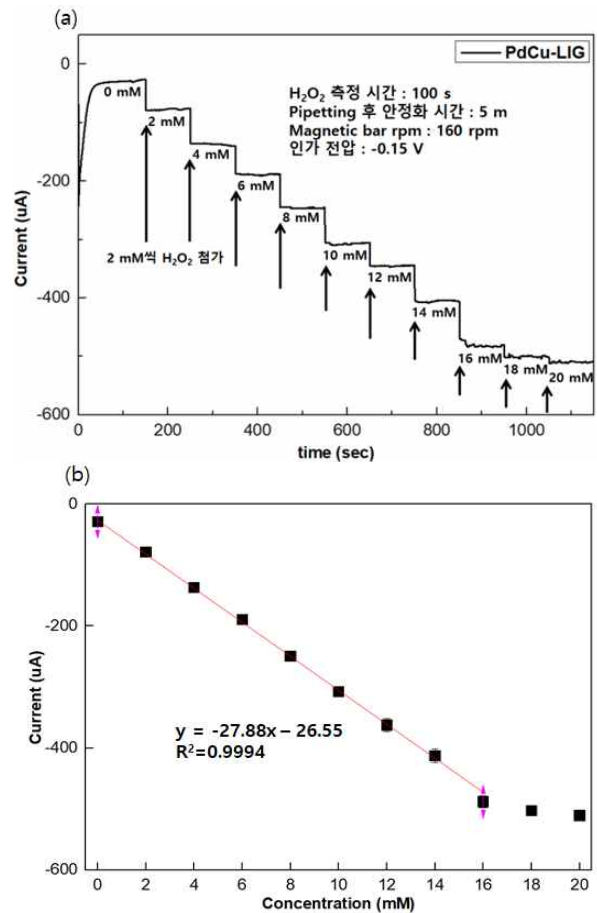 (a)
PdCu-LIG
H₂O₂ 측정 시간 : 100 s
Pipetting 후 안정화 시간 : 5 m
Magnetic bar rpm : 160 rpm
인가 전압 : -0.15 V
0 mM
2 mM
4 mM
6 mM
8 mM
10 mM
12 mM
14 mM
16 mM
18 mM
20 mM
2 mM씩 H₂O₂ 첨가
Current (uA)
0
-200
-400
-600
0 200 400 600 800 1000
time (sec)
(b)
Current (uA)
0
-200
-400
-600
y = -27.88x – 26.55
R²=0.9994
0 2 4 6 8 10 12 14 16 18 20
Concentration (mM)